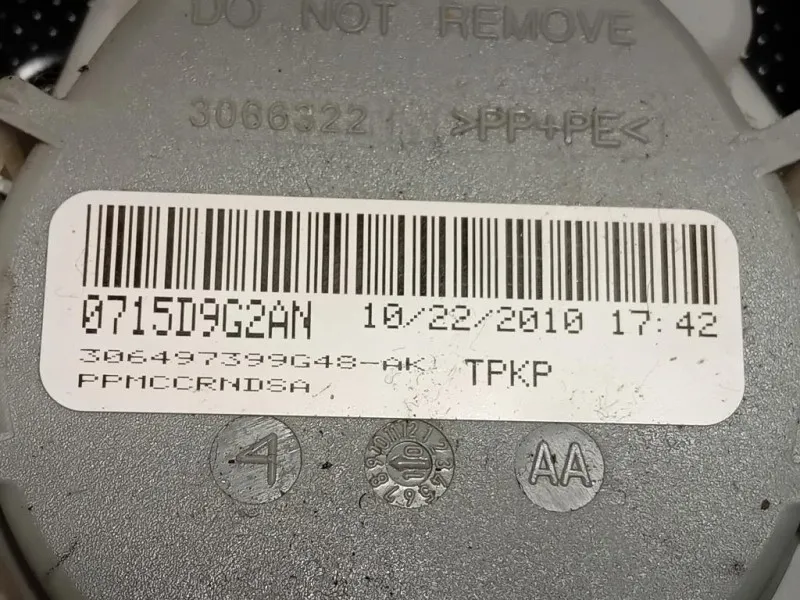 DO NOT REMOVE
3066322 >PP+PE<
0715D9G2AN 10/22/2010 17:42
306497399G48-AK TPKP
PPMCCRNDSA
4 AA